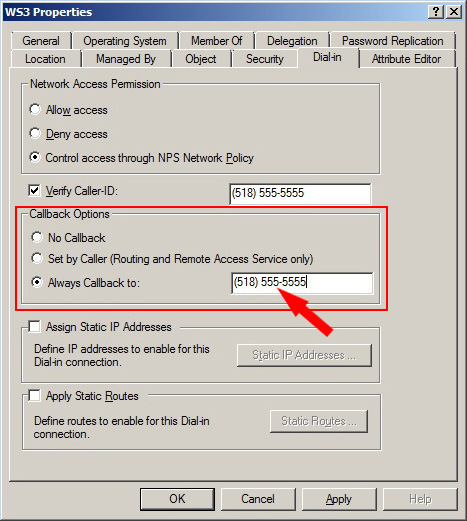 WS3 Properties
General Operating System Member Of Delegation Password Replication
Location Managed By Object Security Dial-in Attribute Editor
Network Access Permission
Allow access
Deny access
Control access through NPS Network Policy
Verify Caller-ID: (518) 555-5555
Callback Options
No Callback
Set by Caller (Routing and Remote Access Service only)
Always Callback to: (518) 555-5555
Assign Static IP Addresses
Define IP addresses to enable for this
Dial-in connection.
Static IP Addresses ...
Apply Static Routes
Define routes to enable for this Dial-in
connection.
Static Routes ...
OK Cancel Apply Help